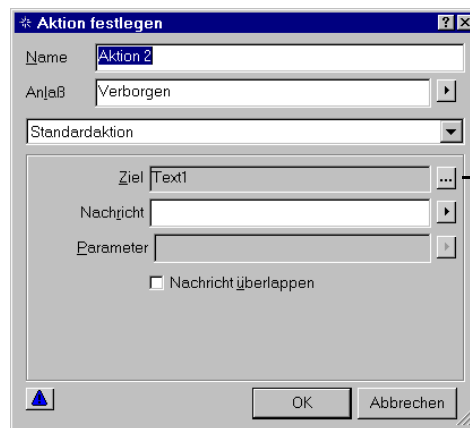 Aktion festlegen
Name Aktion 2
Anlaß Verborgen
Standardaktion
Ziel Text1 ...
Nachricht
Parameter
Nachricht überlappen
OK Abbrechen